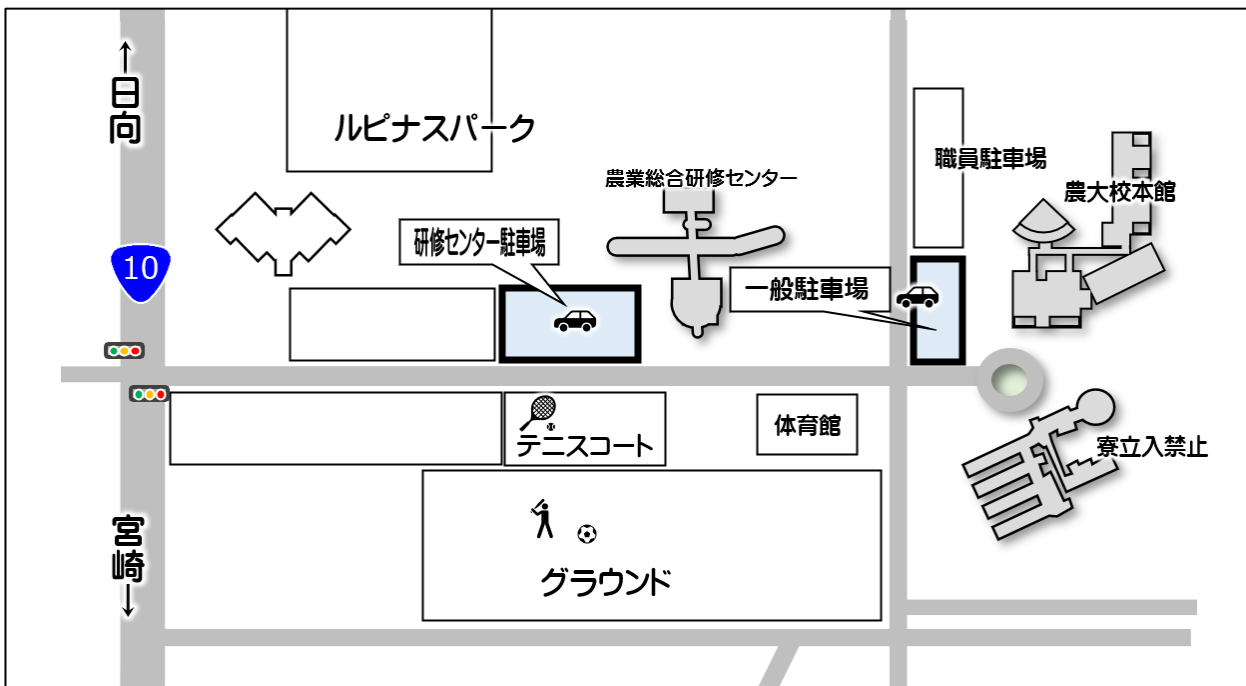 ↑日向
ルピナスパーク
農業総合研修センター
職員駐車場
農大校本館
研修センター駐車場
一般駐車場
10
テニスコート
体育館
寮立入禁止
宮崎↓
グラウンド